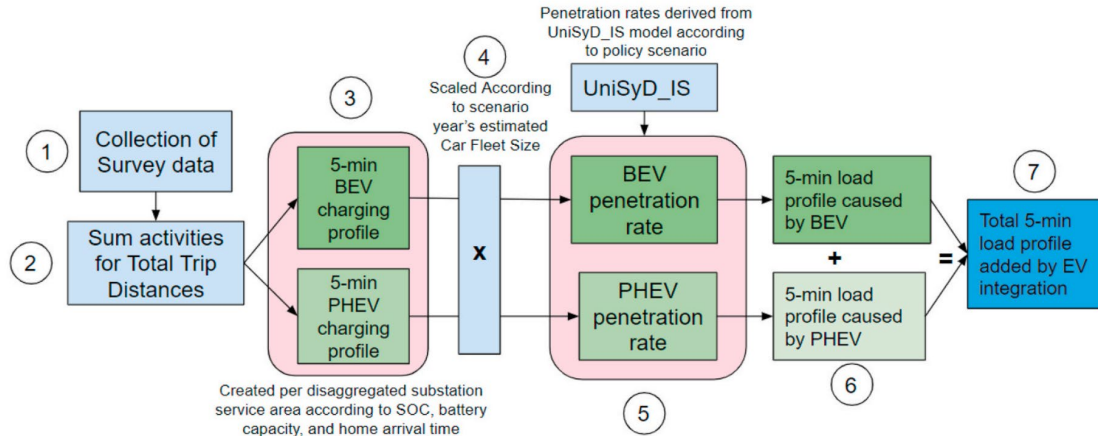 Penetration rates derived from
UniSyD_IS model according
to policy scenario
4
UniSyD_IS
Scaled According
to scenario
year's estimated
Car Fleet Size
3
1
Collection of
Survey data
5-min
BEV
charging
profile
BEV
penetration
rate
5-min load
profile caused
by BEV
7
2
Sum activities
for Total Trip
Distances
x
+
=
Total 5-min
load profile
added by EV
integration
5-min
PHEV
charging
profile
PHEV
penetration
rate
5-min load
profile caused
by PHEV
Created per disaggregated substation
service area according to SOC, battery
capacity, and home arrival time
5
6